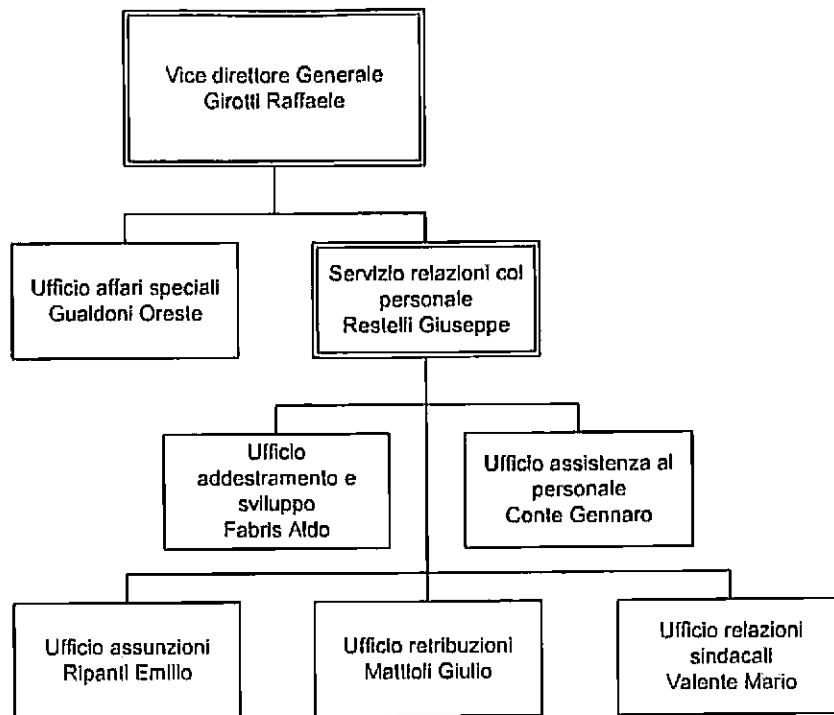 Vice direttore Generale
Girotti Raffaele
Ufficio affari speciali
Gualdoni Oreste
Servizio relazioni col
personale
Restelli Giuseppe
Ufficio
addestramento e
sviluppo
Fabris Aldo
Ufficio assistenza al
personale
Conte Gennaro
Ufficio assunzioni
Ripanti Emilio
Ufficio retribuzioni
Mattioli Giulio
Ufficio relazioni
sindacali
Valente Mario